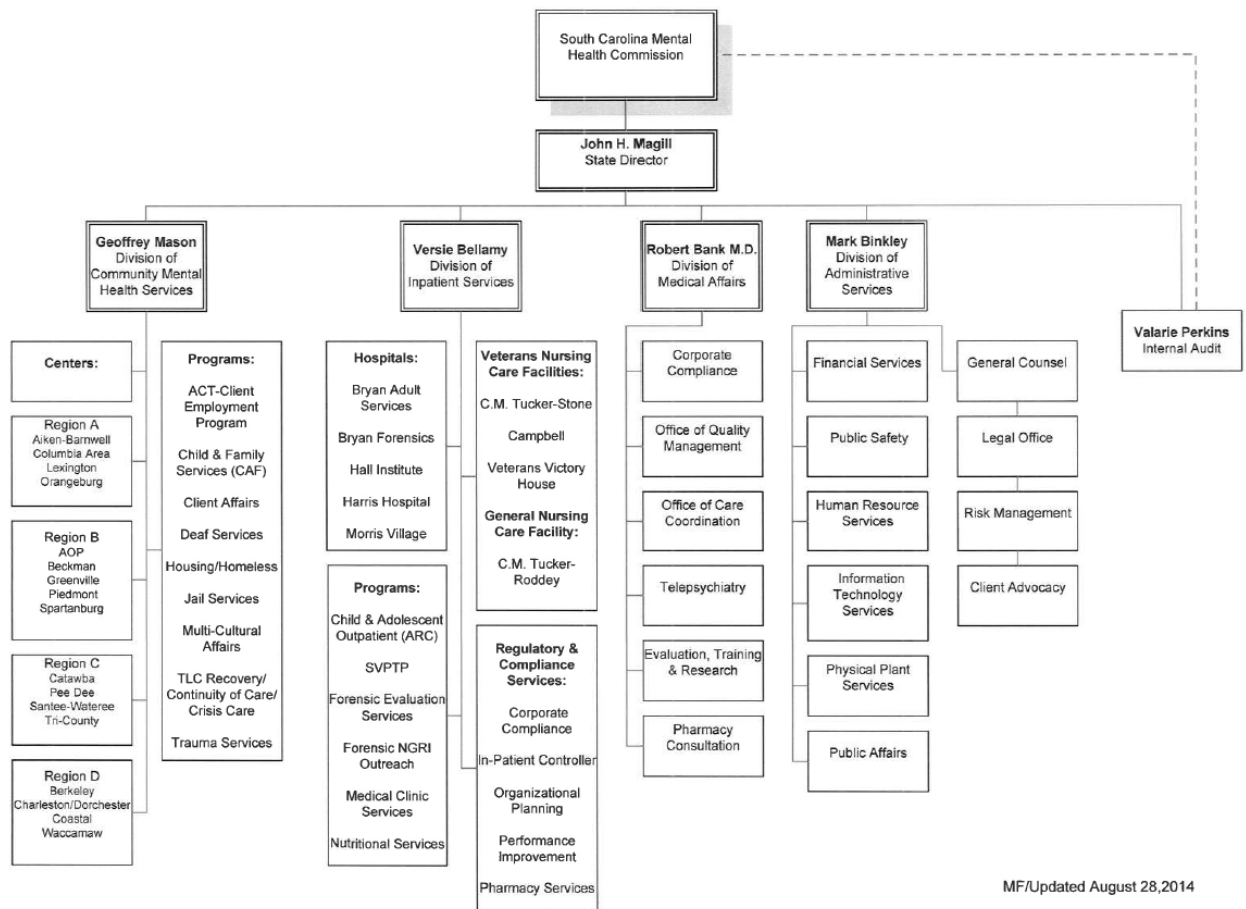 South Carolina Mental
Health Commission
John H. Magill
State Director
Geoffrey Mason
Division of
Community Mental
Health Services
Versie Bellamy
Division of
Inpatient Services
Robert Bank M.D.
Division of
Medical Affairs
Mark Binkley
Division of
Administrative
Services
Valarie Perkins
Internal Audit
Centers:
Region A
Aiken-Barnwell
Columbia Area
Lexington
Orangeburg
Region B
AOP
Beckman
Greenville
Piedmont
Spartanburg
Region C
Catawba
Pee Dee
Santee-Wateree
Tri-County
Region D
Berkeley
Charleston/Dorchester
Coastal
Waccamaw
Programs:
ACT-Client
Employment
Program
Child & Family
Services (CAF)
Client Affairs
Deaf Services
Housing/Homeless
Jail Services
Multi-Cultural
Affairs
TLC Recovery/
Continuity of Care/
Crisis Care
Trauma Services
Hospitals:
Bryan Adult
Services
Bryan Forensics
Hall Institute
Harris Hospital
Morris Village
Programs:
Child & Adolescent
Outpatient (ARC)
SVPTP
Forensic Evaluation
Services
Forensic NGRI
Outreach
Medical Clinic
Services
Nutritional Services
Veterans Nursing
Care Facilities:
C.M. Tucker-Stone
Campbell
Veterans Victory
House
General Nursing
Care Facility:
C.M. Tucker-
Roddey
Regulatory &
Compliance
Services:
Corporate
Compliance
In-Patient Controller
Organizational
Planning
Performance
Improvement
Pharmacy Services
Corporate
Compliance
Office of Quality
Management
Office of Care
Coordination
Telepsychiatry
Evaluation, Training
& Research
Pharmacy
Consultation
Financial Services
Public Safety
Human Resource
Services
Information
Technology
Services
Physical Plant
Services
Public Affairs
General Counsel
Legal Office
Risk Management
Client Advocacy
MF/Updated August 28,2014